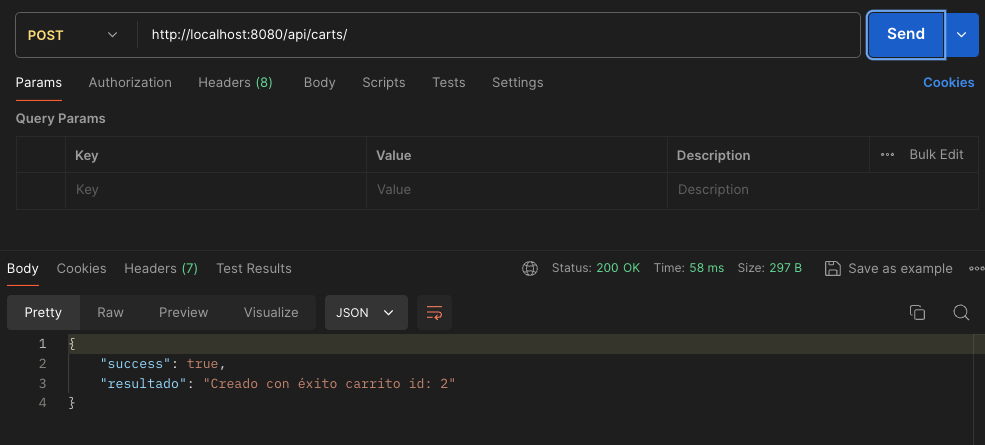 POST http://localhost:8080/api/carts/ Send
Params Authorization Headers (8) Body Scripts Tests Settings Cookies
Query Params
Key Value Description ••• Bulk Edit
Key Value Description
Body Cookies Headers (7) Test Results Status: 200 OK Time: 58 ms Size: 297 B Save as example •••
Pretty Raw Preview Visualize JSON
1 {
2 "success": true,
3 "resultado": "Creado con éxito carrito id: 2"
4 }